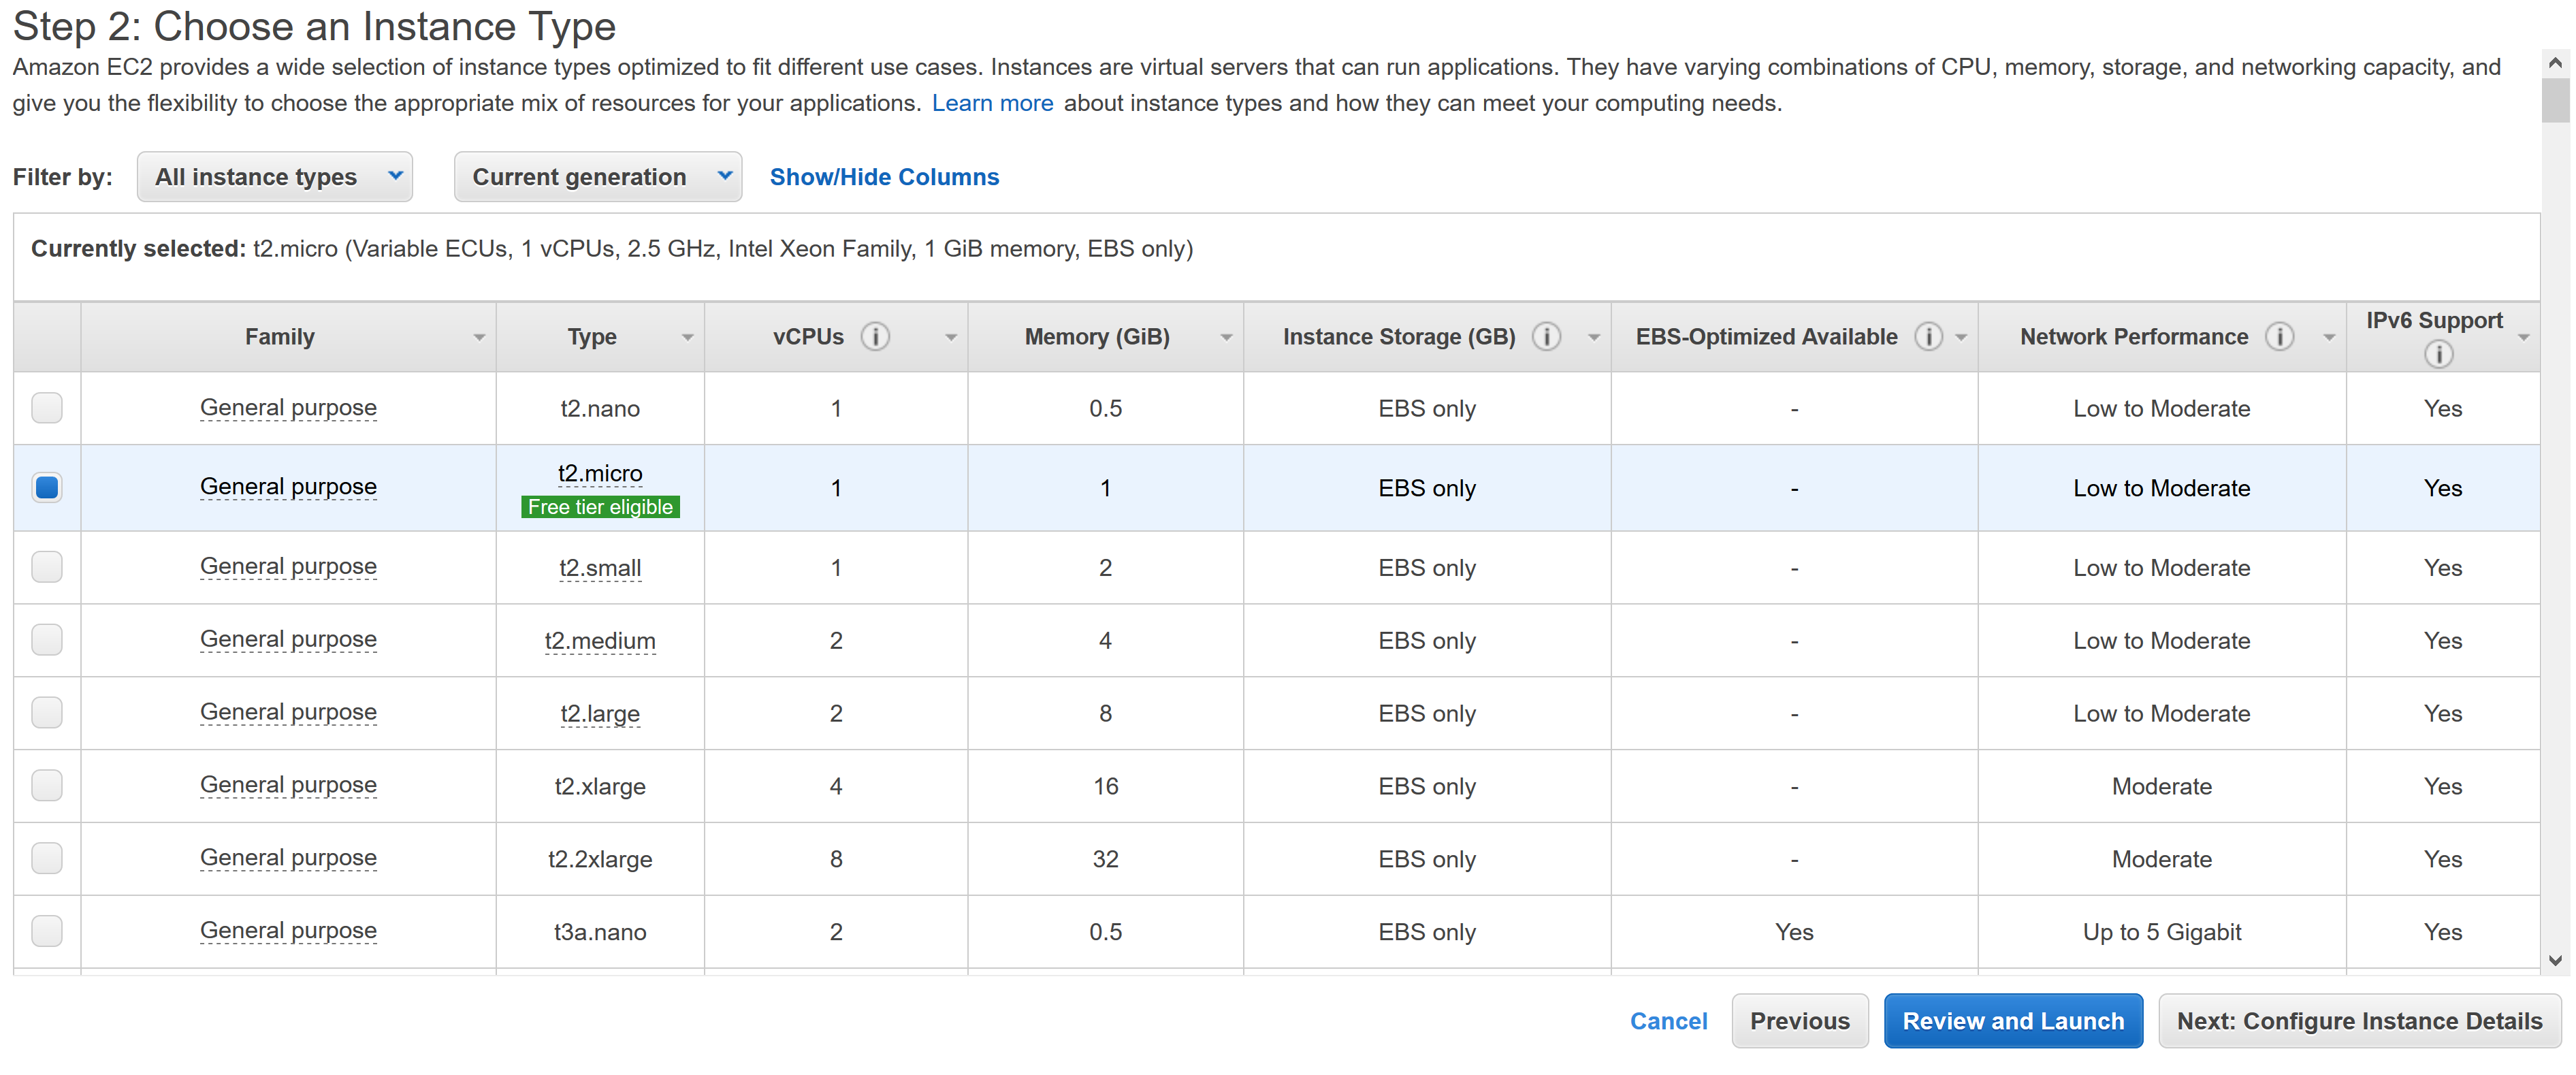 Step 2: Choose an Instance Type
Amazon EC2 provides a wide selection of instance types optimized to fit different use cases. Instances are virtual servers that can run applications. They have varying combinations of CPU, memory, storage, and networking capacity, and
give you the flexibility to choose the appropriate mix of resources for your applications. Learn more about instance types and how they can meet your computing needs.
Filter by: All instance types Current generation Show/Hide Columns
Currently selected: t2.micro (Variable ECUs, 1 vCPUs, 2.5 GHz, Intel Xeon Family, 1 GiB memory, EBS only)
Family Type vCPUs Memory (GiB) Instance Storage (GB) EBS-Optimized Available Network Performance IPv6 Support
General purpose t2.nano 1 0.5 EBS only - Low to Moderate Yes
General purpose t2.micro 1 1 EBS only - Low to Moderate Yes
Free tier eligible
General purpose t2.small 1 2 EBS only - Low to Moderate Yes
General purpose t2.medium 2 4 EBS only - Low to Moderate Yes
General purpose t2.large 2 8 EBS only - Low to Moderate Yes
General purpose t2.xlarge 4 16 EBS only - Moderate Yes
General purpose t2.2xlarge 8 32 EBS only - Moderate Yes
General purpose t3a.nano 2 0.5 EBS only Yes Up to 5 Gigabit Yes
Cancel Previous Review and Launch Next: Configure Instance Details